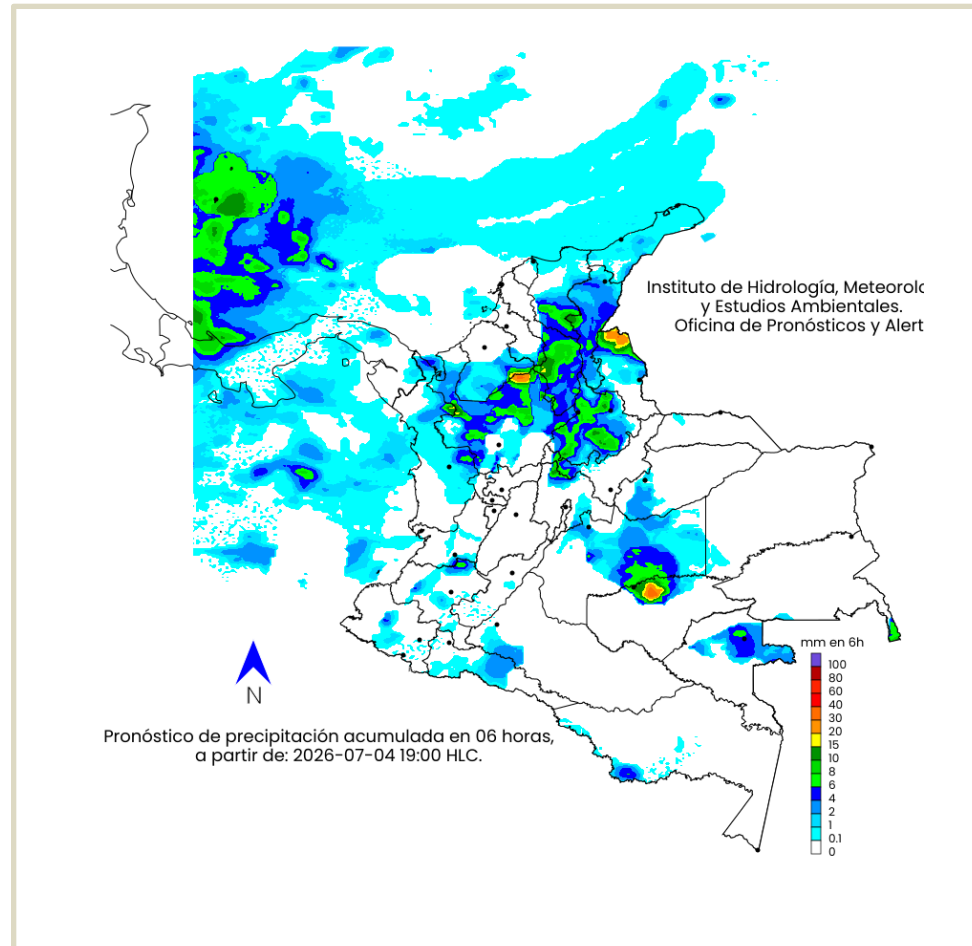 Instituto de Hidrología, Meteorolo
y Estudios Ambientales.
Oficina de Pronósticos y Alert
mm en 6h
100
80
60
40
30
20
15
10
8
6
4
2
1
0.1
0
N
Pronóstico de precipitación acumulada en 06 horas,
a partir de: 2026-07-04 19:00 HLC.